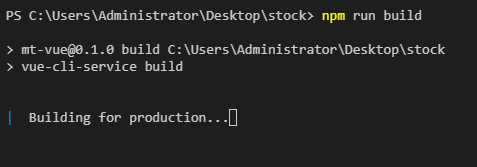 PS C:\Users\Administrator\Desktop\stock> npm run build
> mt-vue@0.1.0 build C:\Users\Administrator\Desktop\stock
> vue-cli-service build
| Building for production...